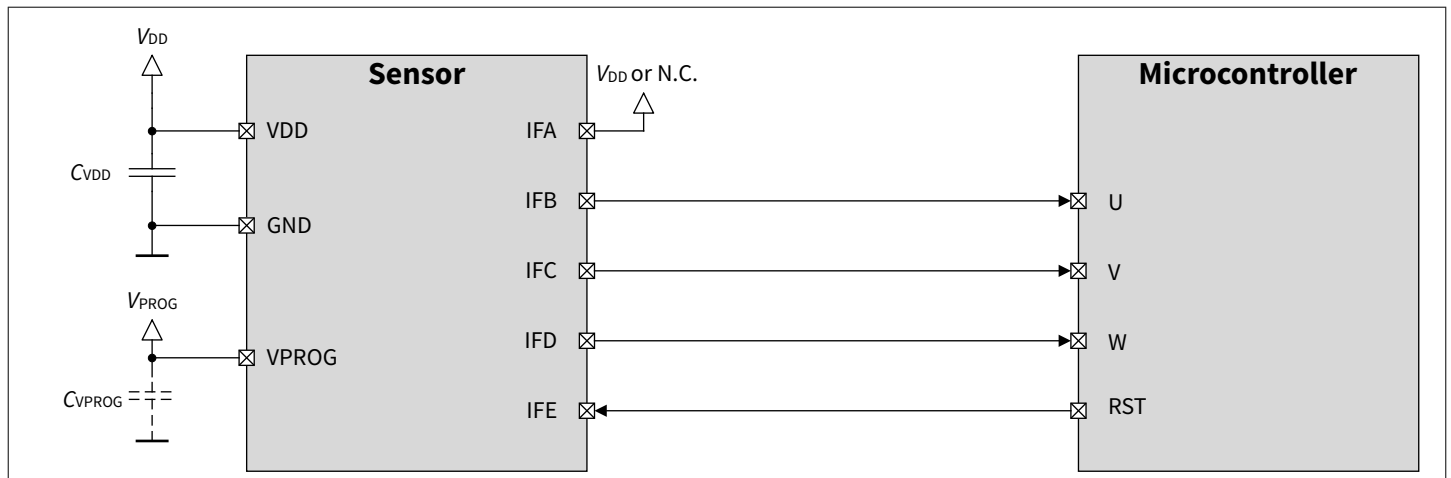 VDD
Sensor
VDD or N.C.
Microcontroller
VDD
IFA
CVDD
IFB
U
GND
IFC
V
VPROG
IFD
W
VPROG
CVPROG
IFE
RST